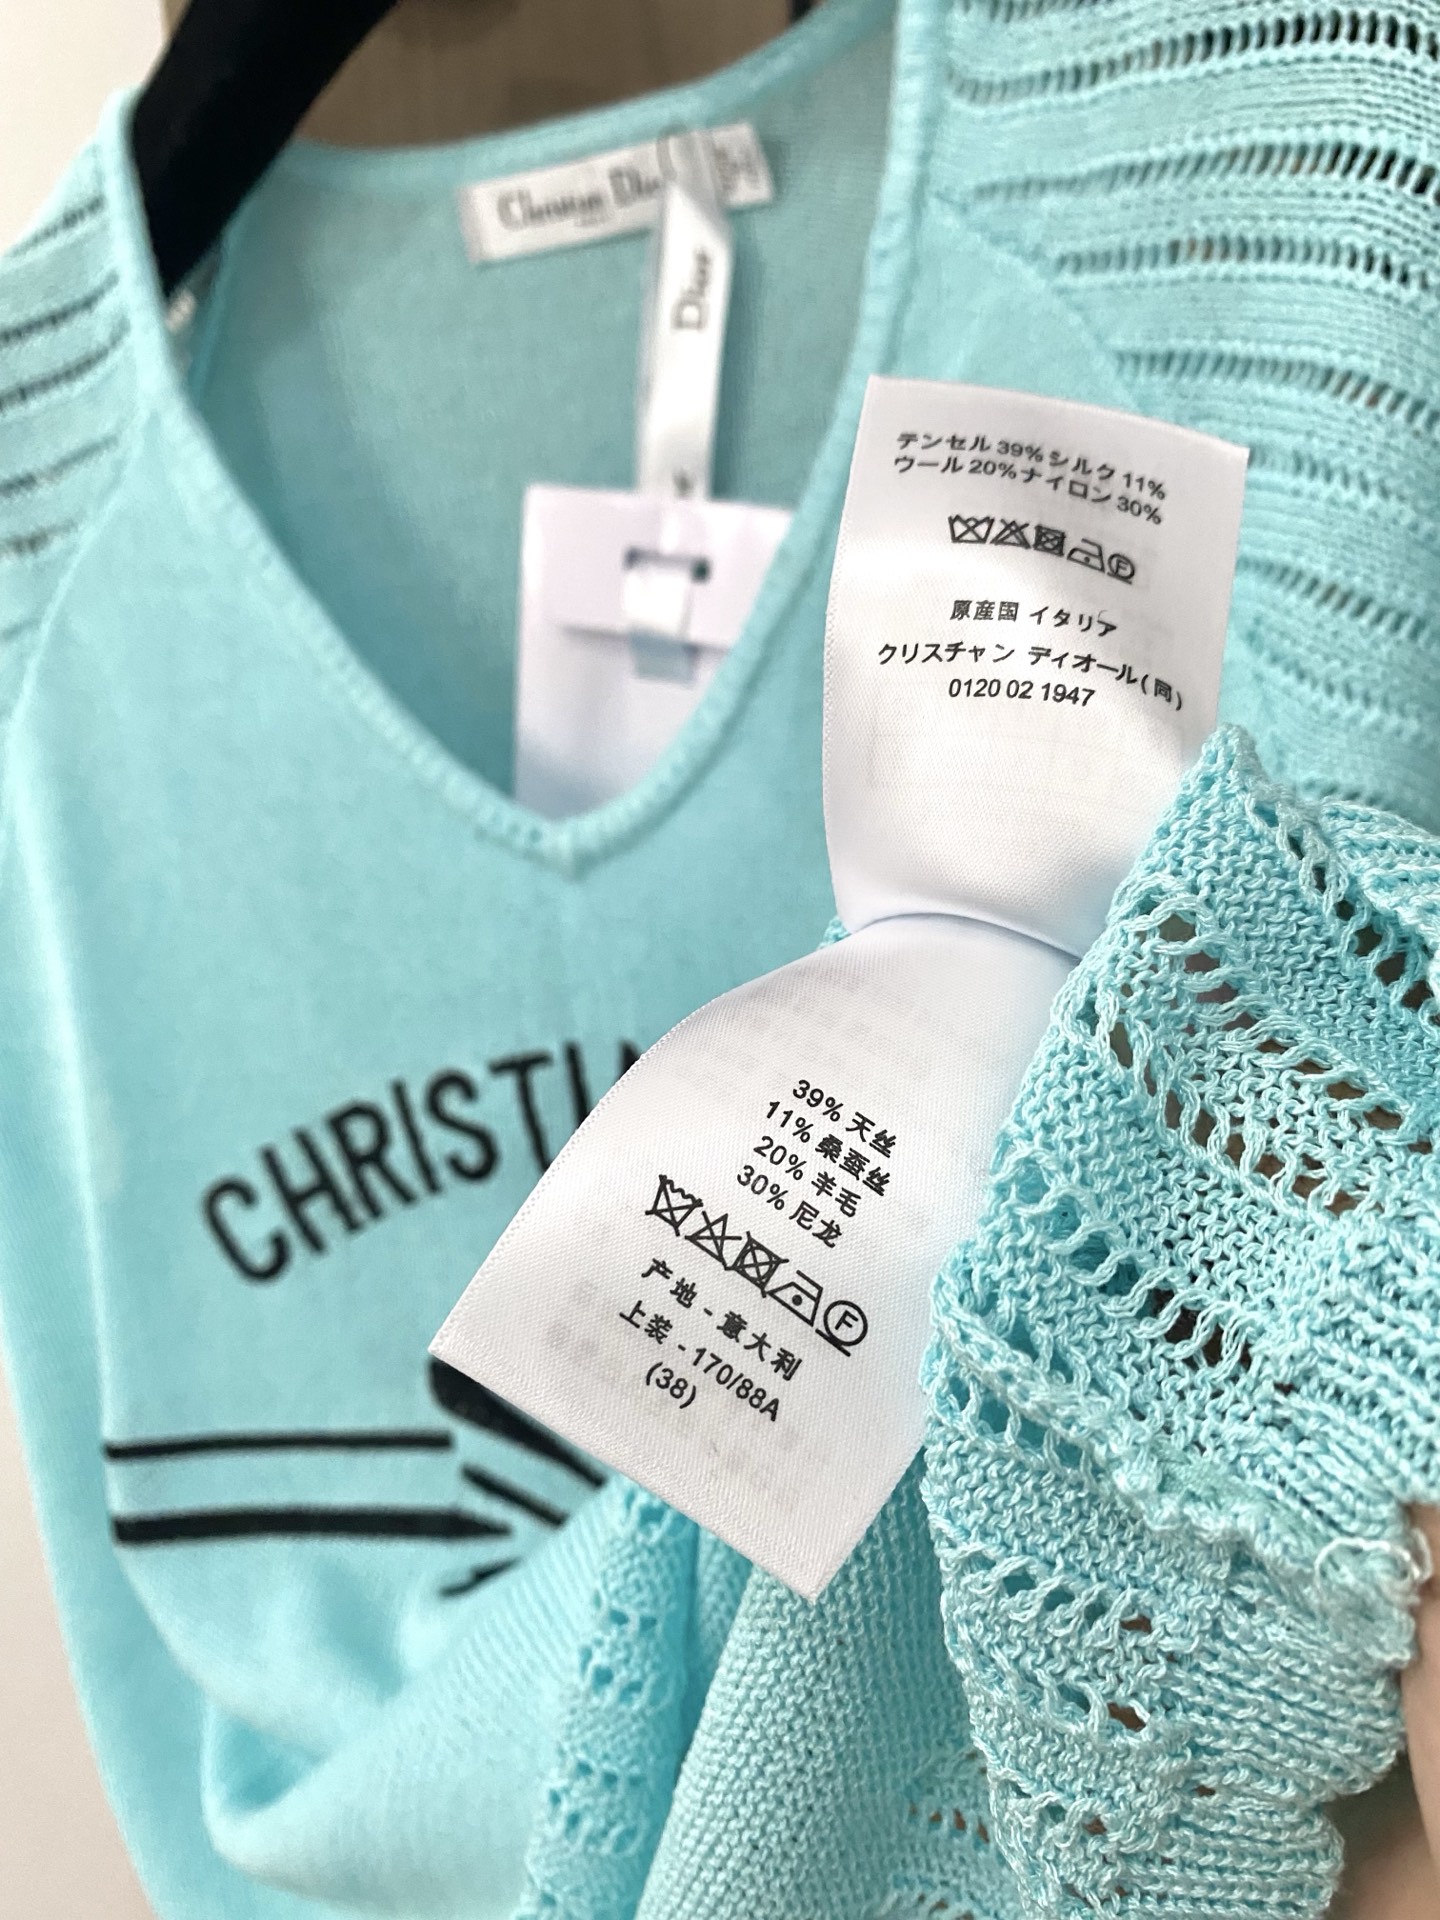 Christian Dior
Dior
テンセル 39% シルク 11%
ウール 20% ナイロン 30%
F
原産国 イタリア
クリスチャン ディオール(同)
0120 02 1947
CHRISTI
39% 天丝
11% 桑蚕丝
20% 羊毛
30% 尼龙
F
产地 - 意大利
上装 - 170/88A
(38)